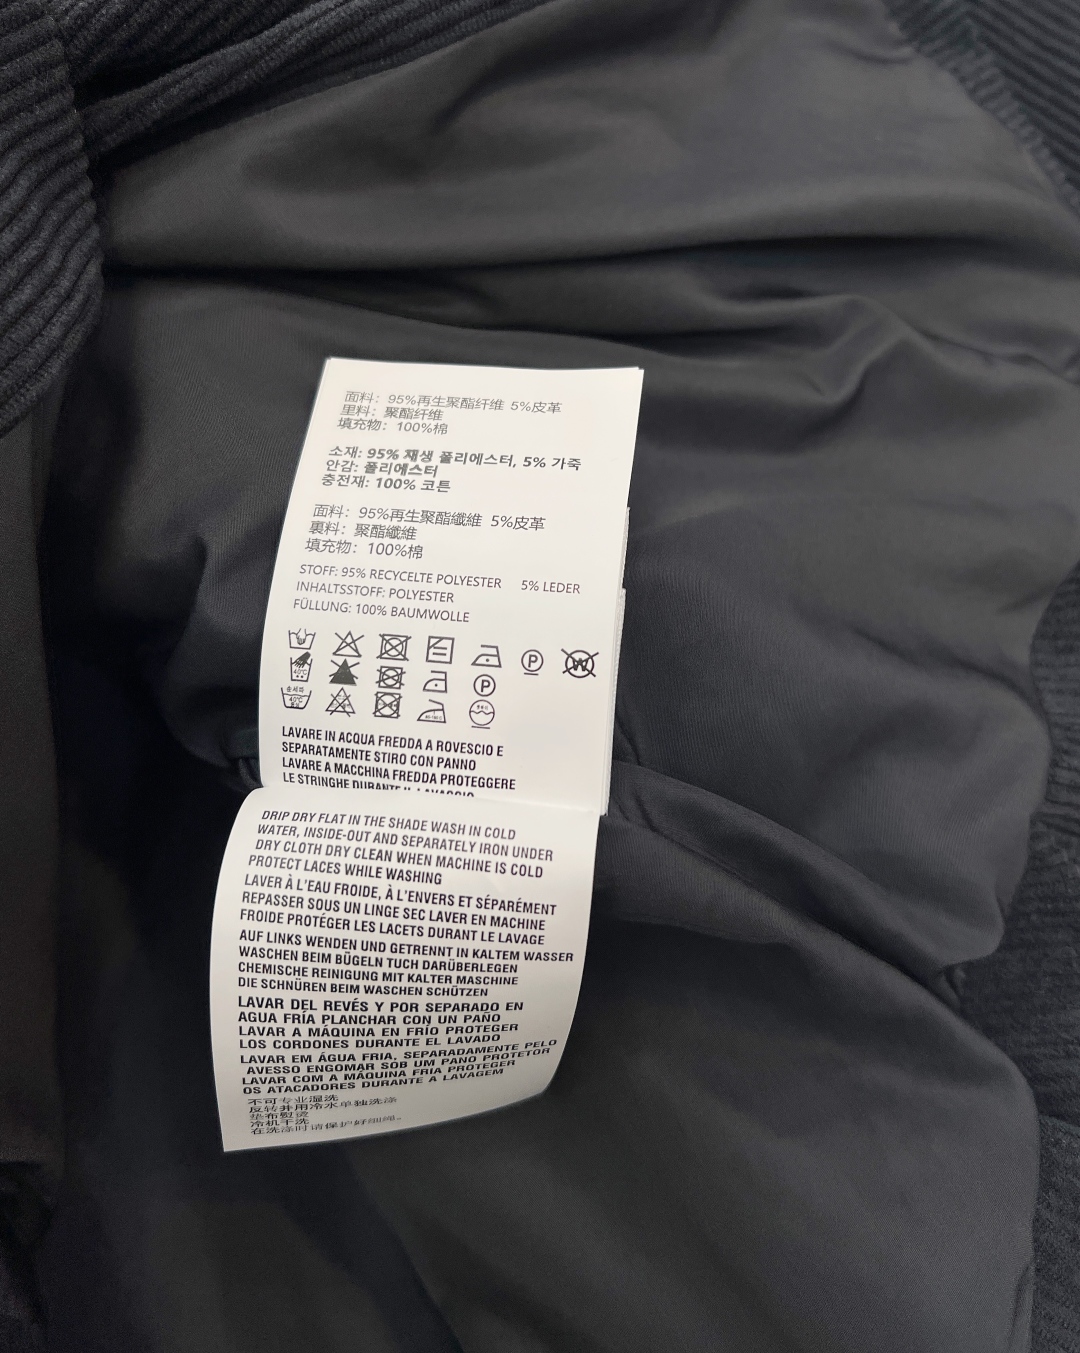 面料：95%再生聚酯纤维 5%皮革
里料：聚酯纤维
填充物：100%棉
소재: 95% 재생 폴리에스터, 5% 가죽
안감: 폴리에스터
충전재: 100% 코튼
面料：95%再生聚酯纖維 5%皮革
裏料：聚酯纖維
填充物：100%棉
STOFF: 95% RECYCELTE POLYESTER 5% LEDER
INHALTSSTOFF: POLYESTER
FÜLLUNG: 100% BAUMWOLLE
P W
40℃ P
40℃
LAVARE IN ACQUA FREDDA A ROVESCIO E
SEPARATAMENTE STIRO CON PANNO
LAVARE A MACCHINA FREDDA PROTEGGERE
LE STRINGHE DURANTE IL LAVAGGIO
DRIP DRY FLAT IN THE SHADE WASH IN COLD
WATER, INSIDE-OUT AND SEPARATELY IRON UNDER
DRY CLOTH DRY CLEAN WHEN MACHINE IS COLD
PROTECT LACES WHILE WASHING
LAVER À L'EAU FROIDE, À L'ENVERS ET SÉPARÉMENT
REPASSER SOUS UN LINGE SEC LAVER EN MACHINE
FROIDE PROTÉGER LES LACETS DURANT LE LAVAGE
AUF LINKS WENDEN UND GETRENNT IN KALTEM WASSER
WASCHEN BEIM BÜGELN TUCH DARÜBERLEGEN
CHEMISCHE REINIGUNG MIT KALTER MASCHINE
DIE SCHNÜREN BEIM WASCHEN SCHÜTZEN
LAVAR DEL REVÉS Y POR SEPARADO EN
AGUA FRÍA PLANCHAR CON UN PAÑO
LAVAR A MÁQUINA EN FRÍO PROTEGER
LOS CORDONES DURANTE EL LAVADO
LAVAR EM ÁGUA FRIA, SEPARADAMENTE PELO
AVESSO ENGOMAR SOB UM PANO PROTETOR
LAVAR COM A MÁQUINA FRIA PROTEGER
OS ATACADORES DURANTE A LAVAGEM
不可专业湿洗
反转并用冷水单独洗涤
垫布熨烫
冷机干洗
在洗涤时请保护好细绳。